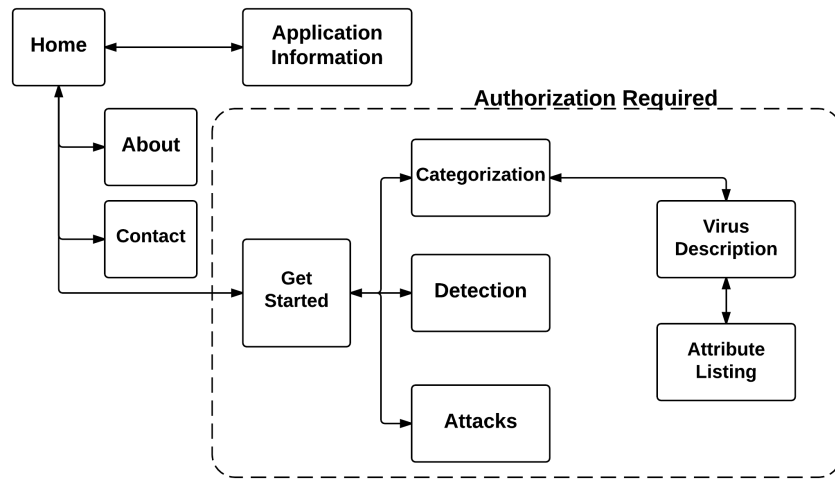 Home
Application
Information
Authorization Required
About
Categorization
Contact
Virus
Description
Get
Started
Detection
Attribute
Listing
Attacks